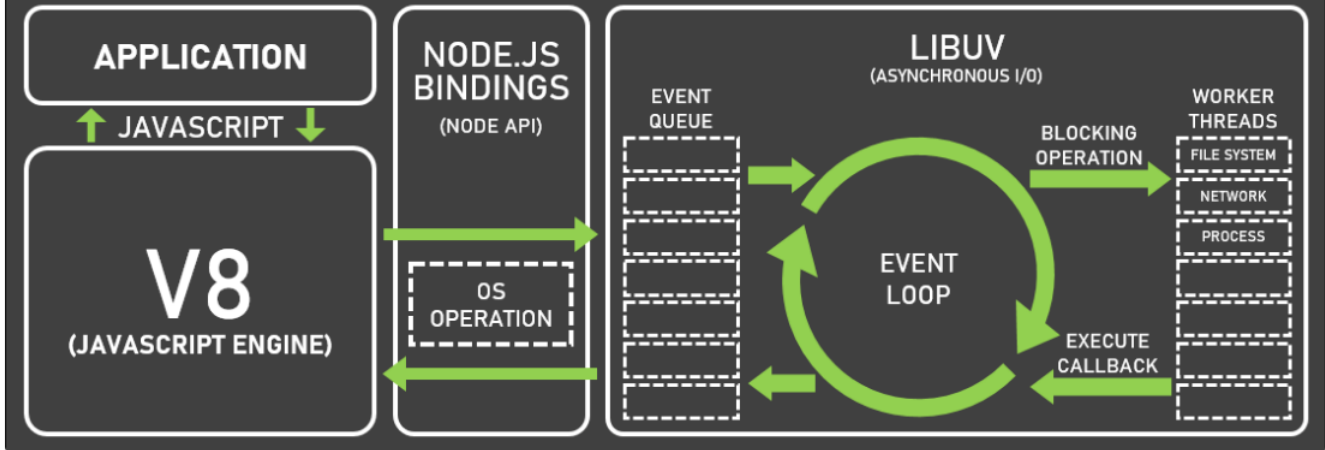 APPLICATION
JAVASCRIPT
V8
(JAVASCRIPT ENGINE)
NODE.JS
BINDINGS
(NODE API)
OS
OPERATION
LIBUV
(ASYNCHRONOUS I/O)
EVENT
QUEUE
EVENT
LOOP
BLOCKING
OPERATION
EXECUTE
CALLBACK
WORKER
THREADS
FILE SYSTEM
NETWORK
PROCESS